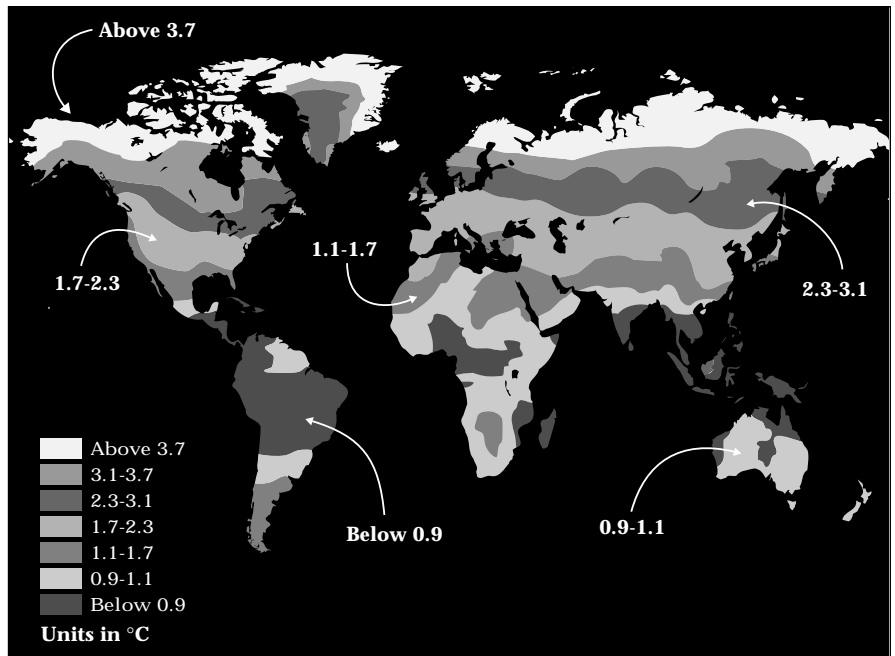 Above 3.7
1.1-1.7
1.7-2.3
2.3-3.1
Below 0.9
0.9-1.1
Above 3.7
3.1-3.7
2.3-3.1
1.7-2.3
1.1-1.7
0.9-1.1
Below 0.9
Units in °C